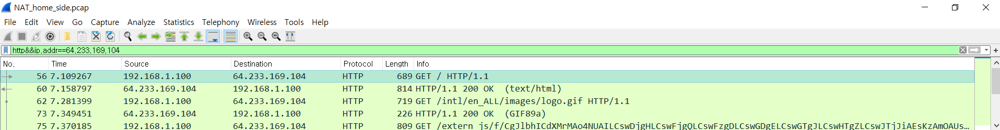 NAT_home_side.pcap
File Edit View Go Capture Analyze Statistics Telephony Wireless Tools Help
http&&ip.addr==64.233.169.104
No. Time Source Destination Protocol Length Info
56 7.109267 192.168.1.100 64.233.169.104 HTTP 689 GET / HTTP/1.1
60 7.158797 64.233.169.104 192.168.1.100 HTTP 814 HTTP/1.1 200 OK (text/html)
62 7.281399 192.168.1.100 64.233.169.104 HTTP 719 GET /intl/en_ALL/images/logo.gif HTTP/1.1
73 7.349451 64.233.169.104 192.168.1.100 HTTP 226 HTTP/1.1 200 OK (GIF89a)
75 7.370185 192.168.1.100 64.233.169.104 HTTP 809 GET /extern_js/f/CgJlbhICdXMrMAo4NUAILCswDjgHLCswFjgQLCswFzgDLCswGDgELCswGTgJLCswHTgZLCswJTjJiAEsKzAmOAUs…